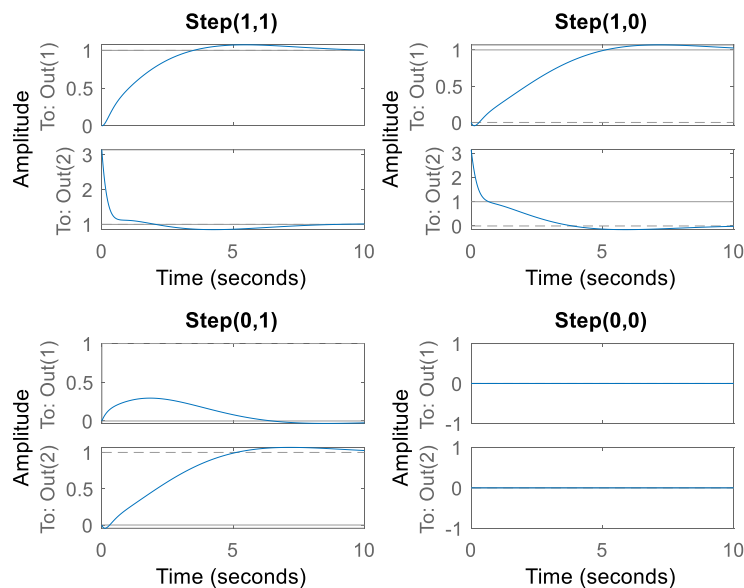 Step(1,1)
To: Out(1)
1
0.5
0
Amplitude
To: Out(2)
3
2
1
0
5
10
Time (seconds)
Step(1,0)
To: Out(1)
1
0.5
0
Amplitude
To: Out(2)
3
2
1
0
0
5
10
Time (seconds)
Step(0,1)
To: Out(1)
1
0.5
0
Amplitude
To: Out(2)
1
0.5
0
0
5
10
Time (seconds)
Step(0,0)
To: Out(1)
1
0
-1
Amplitude
To: Out(2)
1
0
-1
0
5
10
Time (seconds)